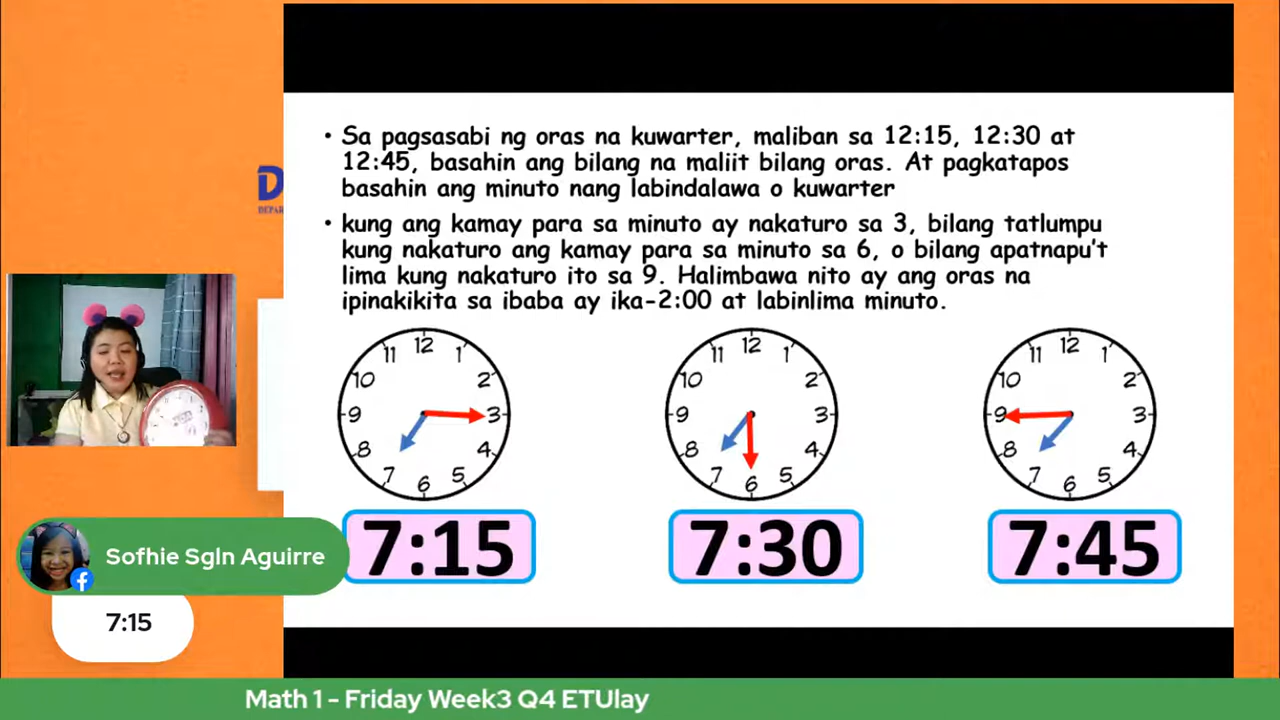 • Sa pagsasabi ng oras na kuwarter, maliban sa 12:15, 12:30 at
12:45, basahin ang bilang na maliit bilang oras. At pagkatapos
basahin ang minuto nang labindalawa o kuwarter
• kung ang kamay para sa minuto ay nakaturo sa 3, bilang tatlumpu
kung nakaturo ang kamay para sa minuto sa 6, o bilang apatnapu't
lima kung nakaturo ito sa 9. Halimbawa nito ay ang oras na
ipinakikita sa ibaba ay ika-2:00 at labinlima minuto.
12 1 2 3 4 5 6 7 8 9 10 11
12 1 2 3 4 5 6 7 8 9 10 11
12 1 2 3 4 5 6 7 8 9 10 11
7:15
7:30
7:45
D
DEPAR
Sofhie Sgln Aguirre
7:15
Math 1 - Friday Week3 Q4 ETUlay